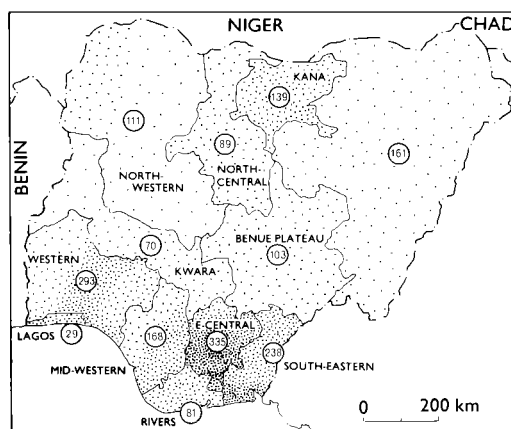 NIGER
CHAD
KANA
139
111
89
161
BENIN
NORTH-
WESTERN
NORTH-
CENTRAL
70
BENUE PLATEAU
103
WESTERN
KWARA
293
E-CENTRAL
LAGOS
29
168
335
238
MID-WESTERN
SOUTH-EASTERN
RIVERS
81
0 200 km